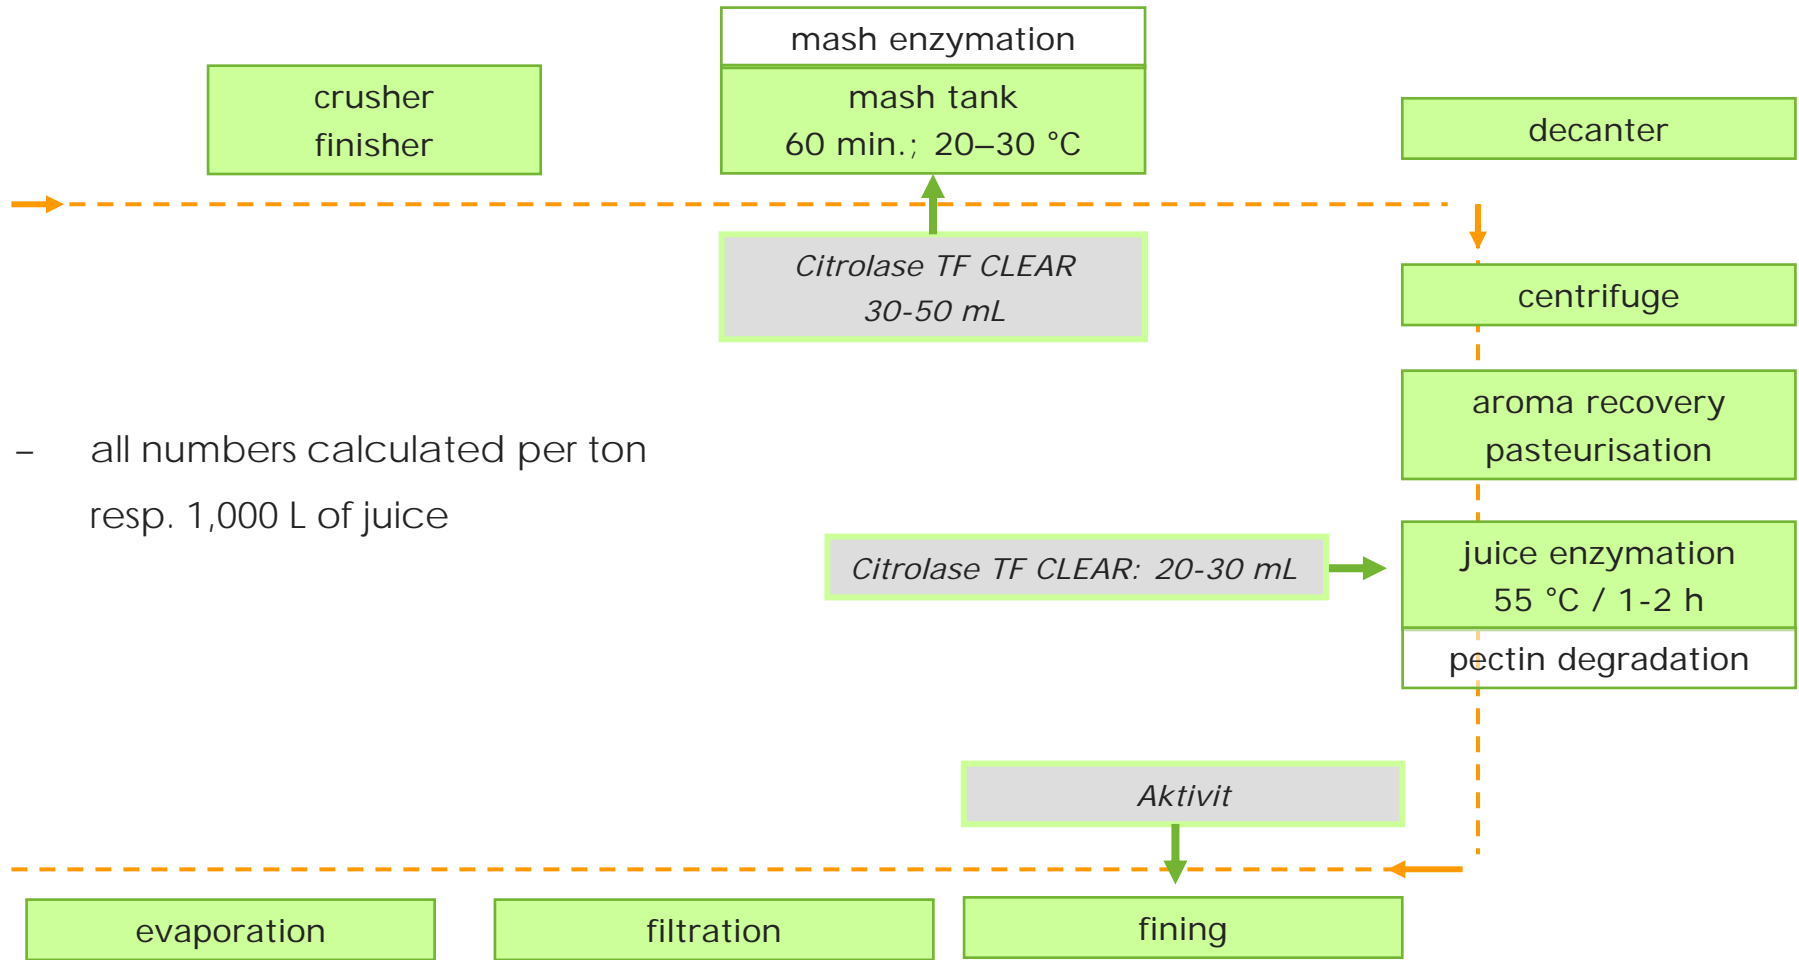 mash enzymation
crusher
finisher
mash tank
60 min.; 20–30 °C
decanter
Citrolase TF CLEAR
30-50 mL
centrifuge
aroma recovery
pasteurisation
– all numbers calculated per ton
resp. 1,000 L of juice
Citrolase TF CLEAR: 20-30 mL
juice enzymation
55 °C / 1-2 h
pectin degradation
Aktivit
evaporation
filtration
fining